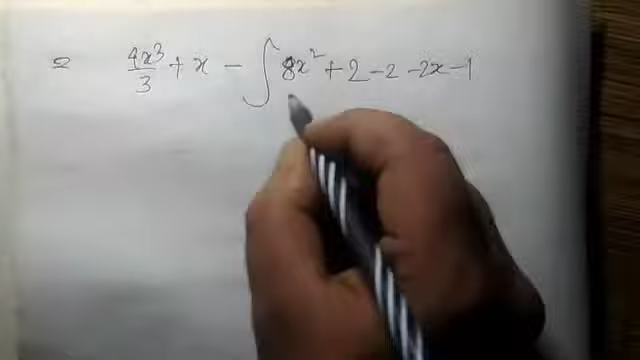 = 4x³/3 + x - ∫ 8x² + 2 - 2 - 2x - 1